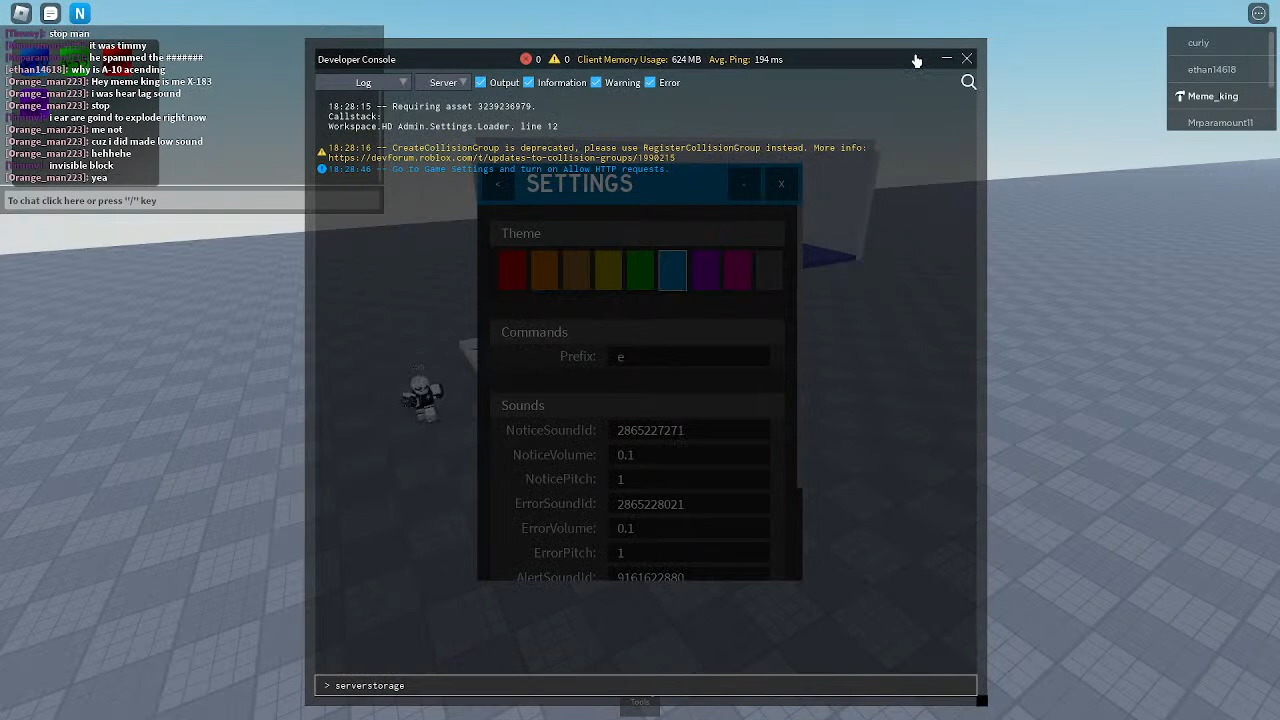 [Timmy]: stop man
it was timmy
he spammed the #######
[ethan14618]: why is A-10 acending
[Orange_man223]: Hey meme king is me X-183
[Orange_man223]: i was hear lag sound
[Orange_man223]: stop
i ear are goind to explode right now
[Orange_man223]: me not
[Orange_man223]: cuz i did made low sound
[Orange_man223]: hehhehe
[Timmy]: invisible block
[Orange_man223]: yea
To chat click here or press "/" key
Developer Console
0
0
Client Memory Usage: 624 MB
Avg. Ping: 194 ms
Log
Server
Output
Information
Warning
Error
18:28:15 -- Requiring asset 3239236979.
Callstack:
Workspace.HD Admin.Settings.Loader, line 12
18:28:16 -- CreateCollisionGroup is deprecated, please use RegisterCollisionGroup instead. More info:
https://devforum.roblox.com/t/updates-to-collision-groups/1990215
18:28:46 -- Go to Game Settings and turn on Allow HTTP requests.
< SETTINGS - X
Theme
Commands
Prefix: e
Sounds
NoticeSoundId: 2865227271
NoticeVolume: 0.1
NoticePitch: 1
ErrorSoundId: 2865228021
ErrorVolume: 0.1
ErrorPitch: 1
AlertSoundId: 9161622880
> serverstorage
Tools
curly
ethan14618
Meme_king
Mrparamount11
N